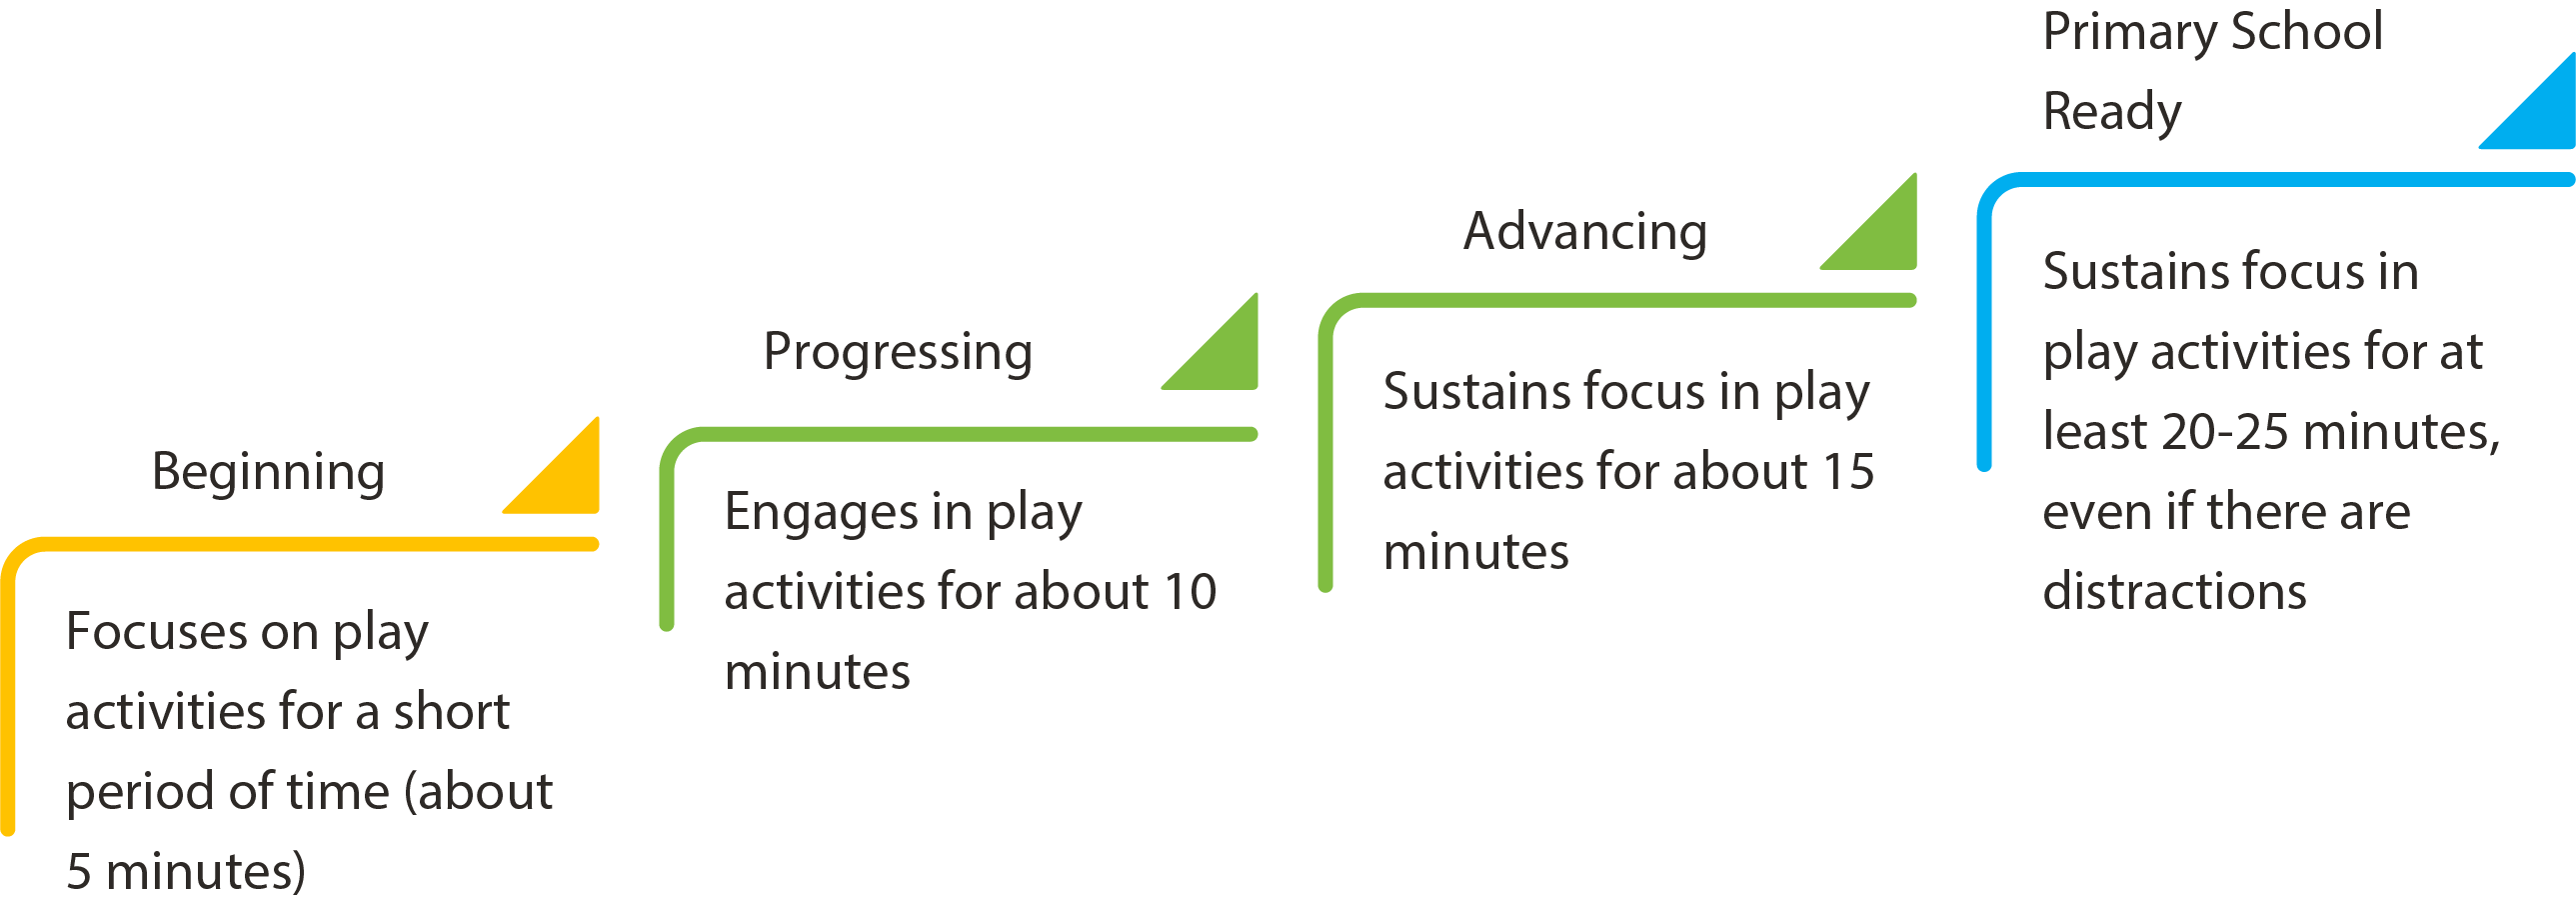 Beginning
Focuses on play
activities for a short
period of time (about
5 minutes)
Progressing
Engages in play
activities for about 10
minutes
Advancing
Sustains focus in play
activities for about 15
minutes
Primary School
Ready
Sustains focus in
play activities for at
least 20-25 minutes,
even if there are
distractions